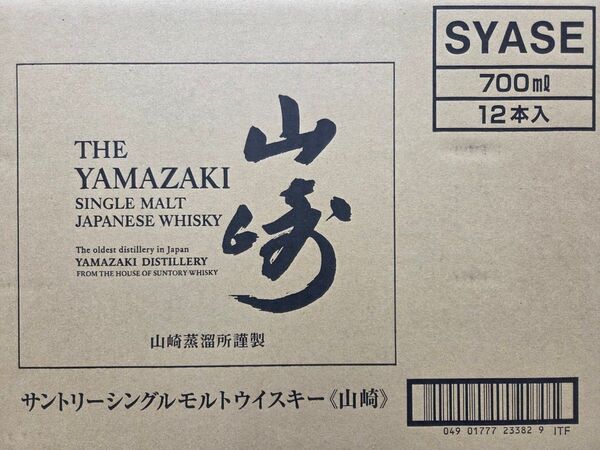 SYASE
700ml
12本入
THE
YAMAZAKI
SINGLE MALT
JAPANESE WHISKY
山崎
The oldest distillery in Japan
YAMAZAKI DISTILLERY
FROM THE HOUSE OF SUNTORY WHISKY
山崎蒸溜所謹製
サントリーシングルモルトウイスキー《山崎》
049 01777 23382 9 ITF